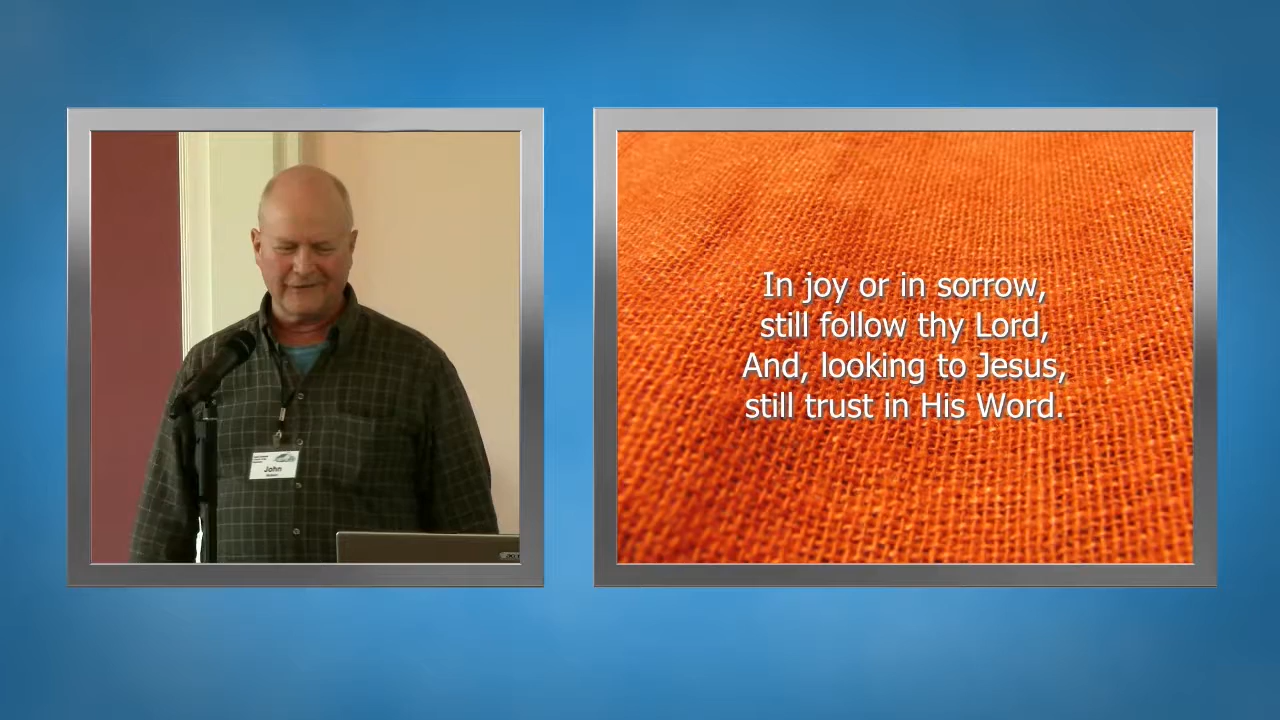 John
In joy or in sorrow,
still follow thy Lord,
And, looking to Jesus,
still trust in His Word.